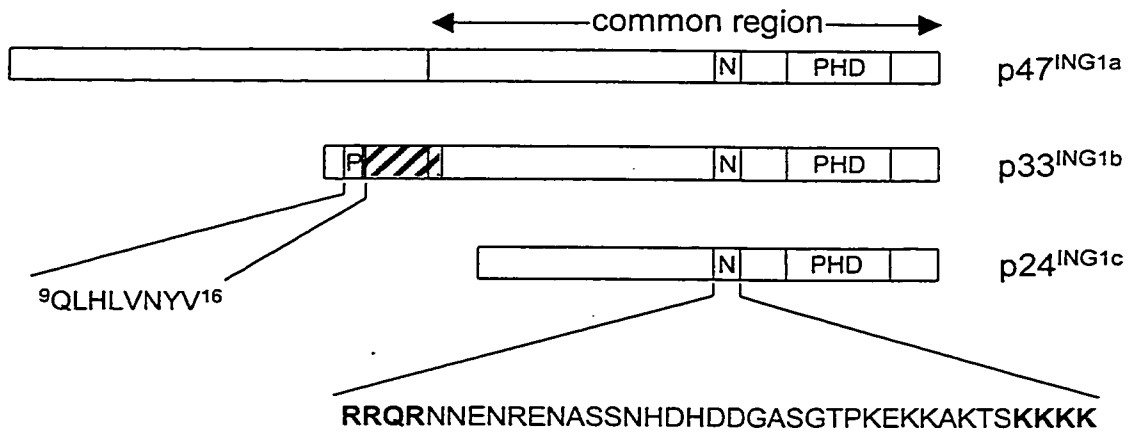 common region
N PHD p47ING1a
P N PHD p33ING1b
N PHD p24ING1c
⁹QLHLVNYV¹⁶
RRQRNNENRENASSNHDHDDGASGTPKEKKAKTSKKKK